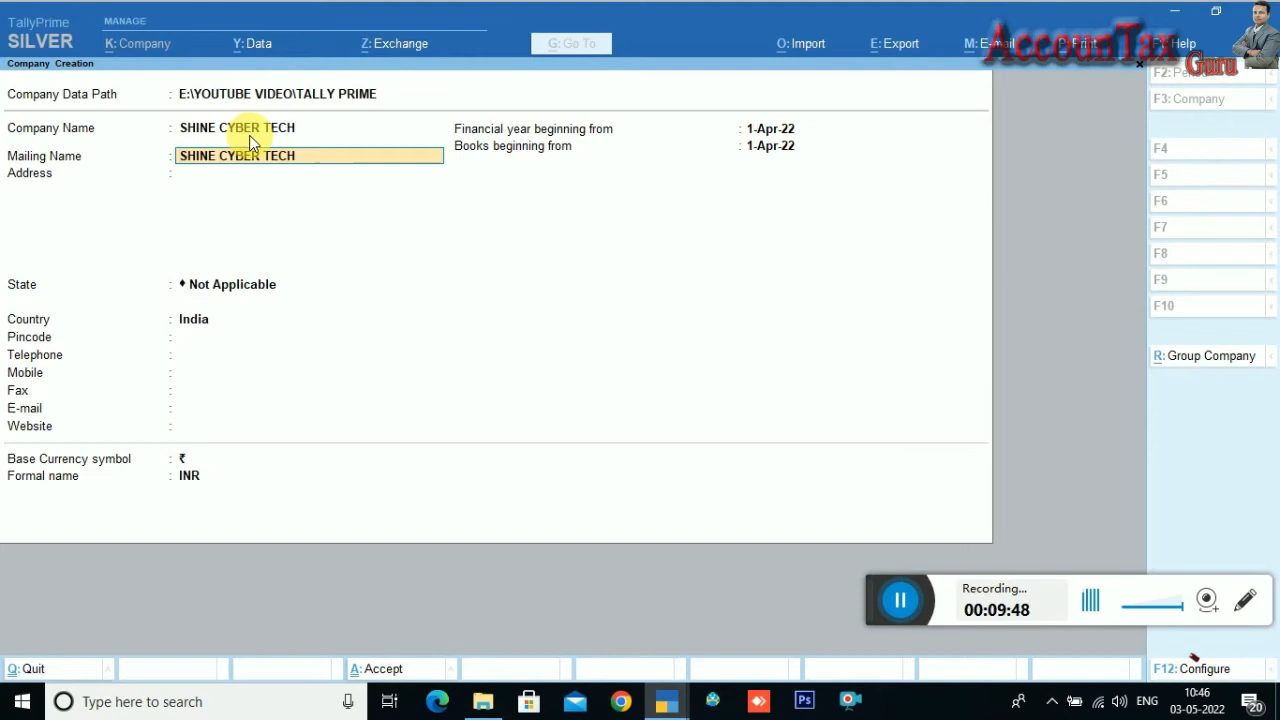 TallyPrime
SILVER
MANAGE
K: Company
Y: Data
Z: Exchange
G: Go To
O: Import
E: Export
M: E-mail
P: Print
F1: Help
AccounTax
Guru
Company Creation
Company Data Path : E:\YOUTUBE VIDEO\TALLY PRIME
Company Name : SHINE CYBER TECH
Mailing Name : SHINE CYBER TECH
Address :
State : ♦ Not Applicable
Country : India
Pincode :
Telephone :
Mobile :
Fax :
E-mail :
Website :
Base Currency symbol : ₹
Formal name : INR
Financial year beginning from : 1-Apr-22
Books beginning from : 1-Apr-22
F3: Company
F4
F5
F6
F7
F8
F9
F10
R: Group Company
Recording...
00:09:48
Q: Quit
A: Accept
F12: Configure
Type here to search
Ps
ENG
10:46
03-05-2022
20